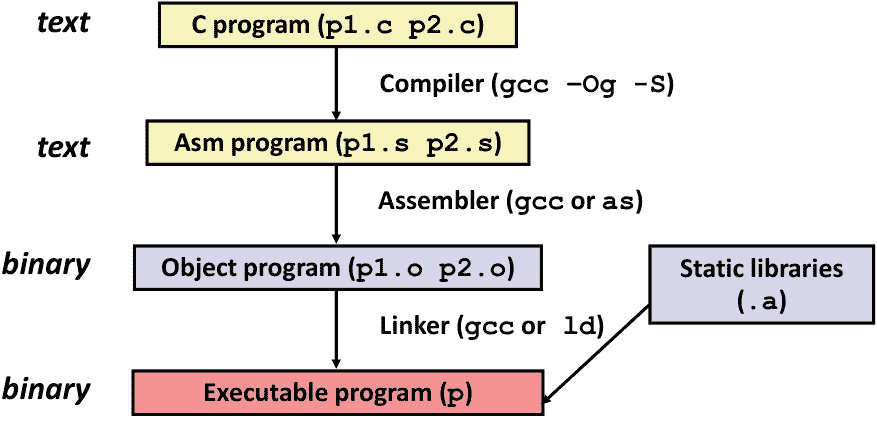 text
C program (p1.c p2.c)
Compiler (gcc –Og -S)
text
Asm program (p1.s p2.s)
Assembler (gcc or as)
binary
Object program (p1.o p2.o)
Static libraries
(.a)
Linker (gcc or ld)
binary
Executable program (p)